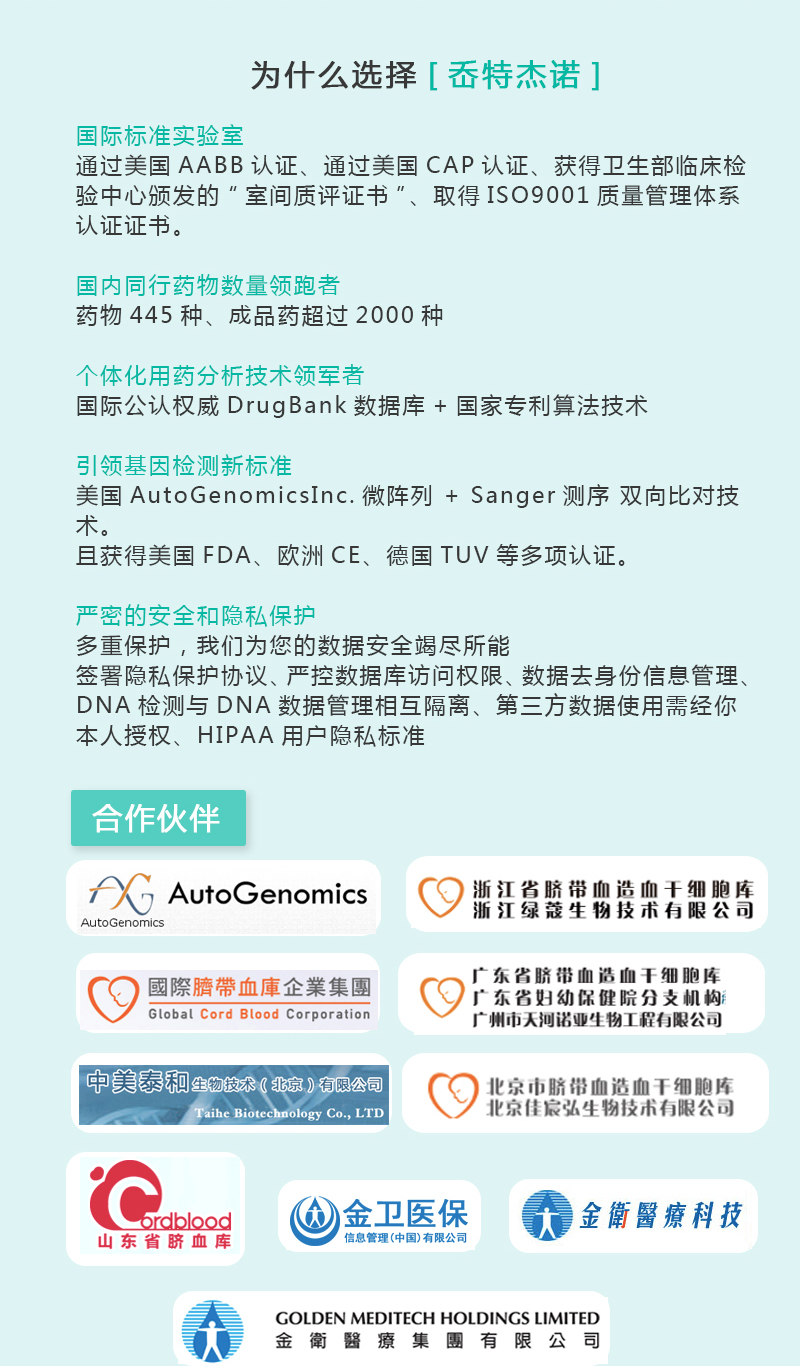 为什么选择 [ 岙特杰诺 ]
国际标准实验室
通过美国 AABB 认证、通过美国 CAP 认证、获得卫生部临床检
验中心颁发的 “ 室间质评证书 ”、取得 ISO9001 质量管理体系
认证证书。
国内同行药物数量领跑者
药物 445 种、成品药超过 2000 种
个体化用药分析技术领军者
国际公认权威 DrugBank 数据库 + 国家专利算法技术
引领基因检测新标准
美国 AutoGenomicsInc. 微阵列 + Sanger 测序 双向比对技
术。
且获得美国 FDA、欧洲 CE、德国 TUV 等多项认证。
严密的安全和隐私保护
多重保护，我们为您的数据安全竭尽所能
签署隐私保护协议、严控数据库访问权限、数据去身份信息管理、
DNA 检测与 DNA 数据管理相互隔离、第三方数据使用需经你
本人授权、HIPAA 用户隐私标准
合作伙伴
AXG
AutoGenomics
AutoGenomics
浙江省脐带血造血干细胞库
浙江绿蔻生物技术有限公司
國際臍帶血庫企業集團
Global Cord Blood Corporation
广东省脐带血造血干细胞库
广东省妇幼保健院分支机构
广州市天河诺亚生物工程有限公司
中美泰和生物技术（北京）有限公司
Taihe Biotechnology Co., LTD
北京市脐带血造血干细胞库
北京佳宸弘生物技术有限公司
Cordblood
山东省脐血库
金卫医保
信息管理(中国)有限公司
金衛醫療科技
GOLDEN MEDITECH HOLDINGS LIMITED
金衛醫療集團有限公司